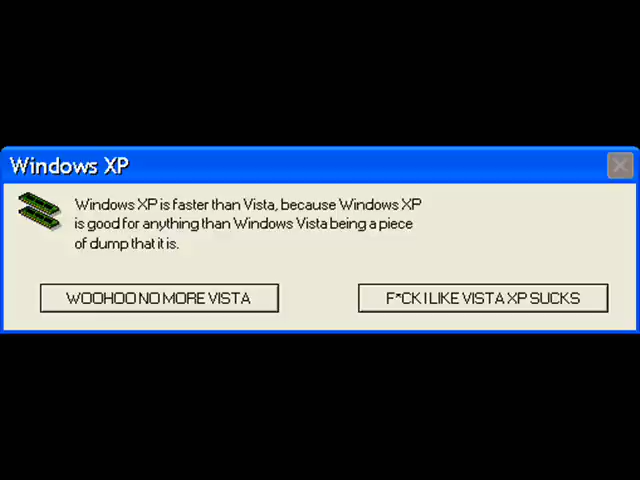 Windows XP
Windows XP is faster than Vista, because Windows XP
is good for anything than Windows Vista being a piece
of dump that it is.
WOOHOO NO MORE VISTA
F*CK I LIKE VISTA XP SUCKS